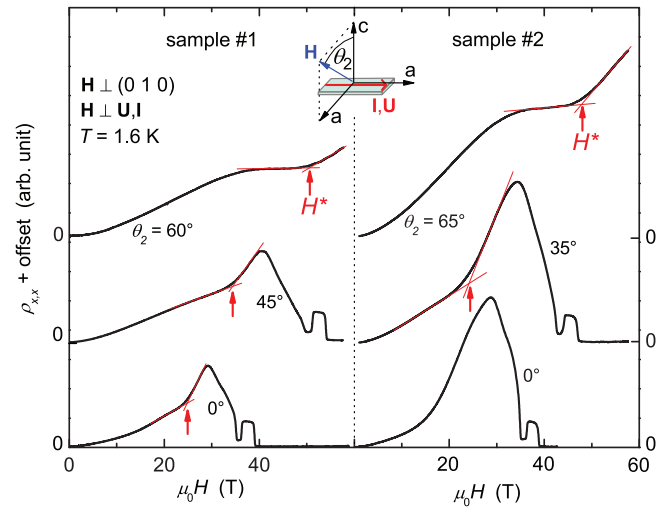 sample #1
sample #2
c
H
θ₂
a
I,U
a
H ⊥ (0 1 0)
H ⊥ U,I
T = 1.6 K
H*
H*
ρx,x + offset (arb. unit)
0
θ₂ = 60°
θ₂ = 65°
0
45°
35°
0
0
0°
0°
0
0
0
20
40
20
40
60
μ₀H (T)
μ₀H (T)